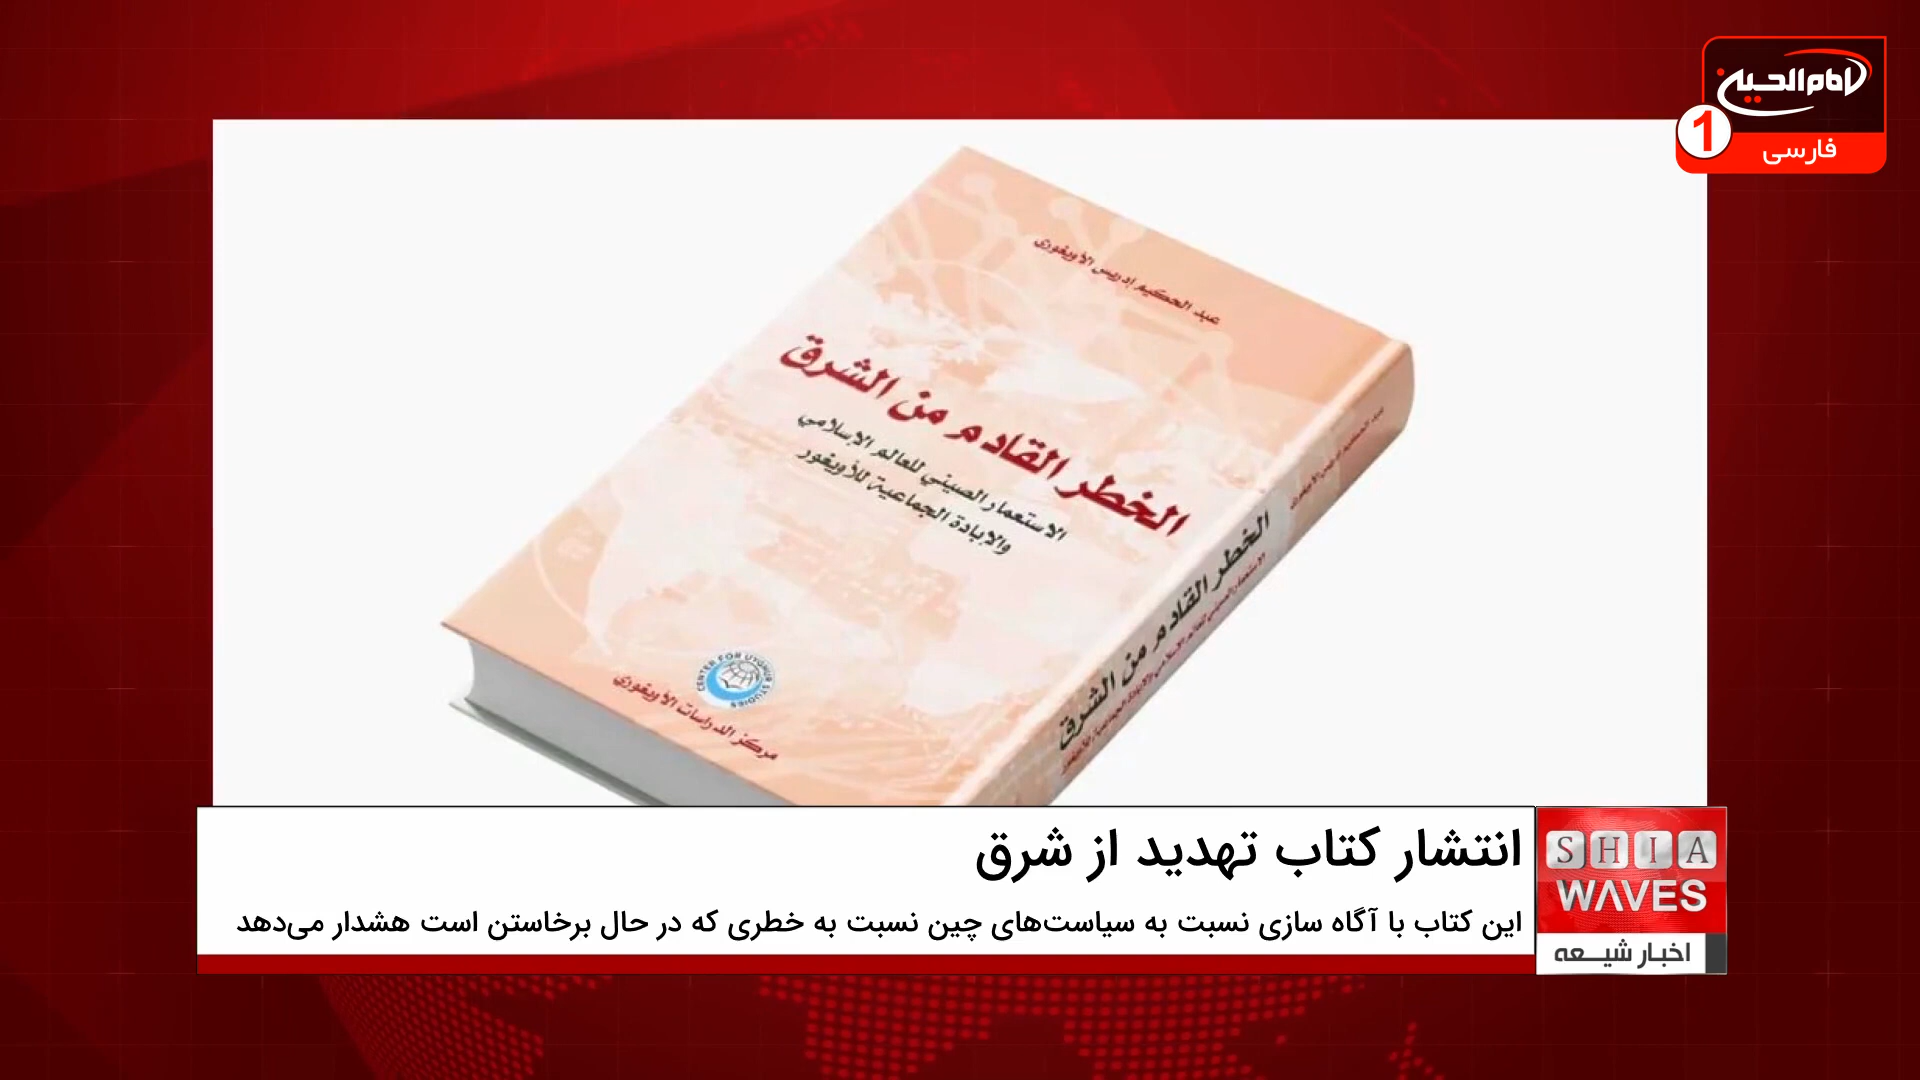 امام الحسین
1
فارسی
عبد الحكيم إدريس الأويغوري
الخطر القادم من الشرق
الاستعمار الصيني للعالم الإسلامي
والإبادة الجماعية للأويغور
CENTER FOR UYGHUR STUDIES
مركز الدراسات الأويغوري
الخطر القادم من الشرق
انتشار کتاب تهدید از شرق
این کتاب با آگاه سازی نسبت به سیاست‌های چین نسبت به خطری که در حال برخاستن است هشدار می‌دهد
SHIA
WAVES
اخبار شیعه